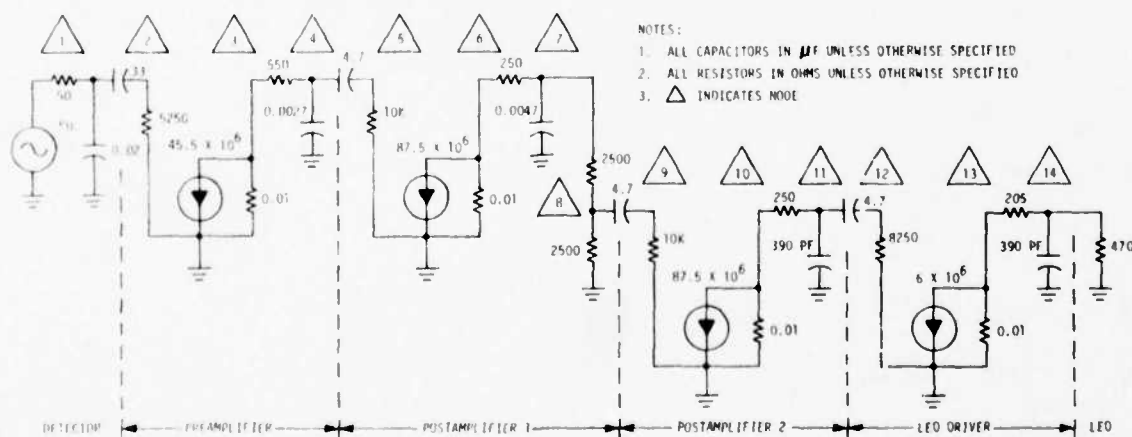 NOTES:
1. ALL CAPACITORS IN µF UNLESS OTHERWISE SPECIFIED
2. ALL RESISTORS IN OHMS UNLESS OTHERWISE SPECIFIED
3. △ INDICATES NODE
1 2 3 4 5 6 7
50 33 550 4.7 250
0.02 5250 45.5 X 10⁶ 0.01 0.0027 10K 87.5 X 10⁶ 0.01 0.0047
2500
8
2500
9 10 11 12 13 14
4.7 250 4.7 205
10K 87.5 X 10⁶ 0.01 390 PF 8250 6 X 10⁶ 0.01 390 PF 470
DETECTOR PREAMPLIFIER POSTAMPLIFIER 1 POSTAMPLIFIER 2 LED DRIVER LED